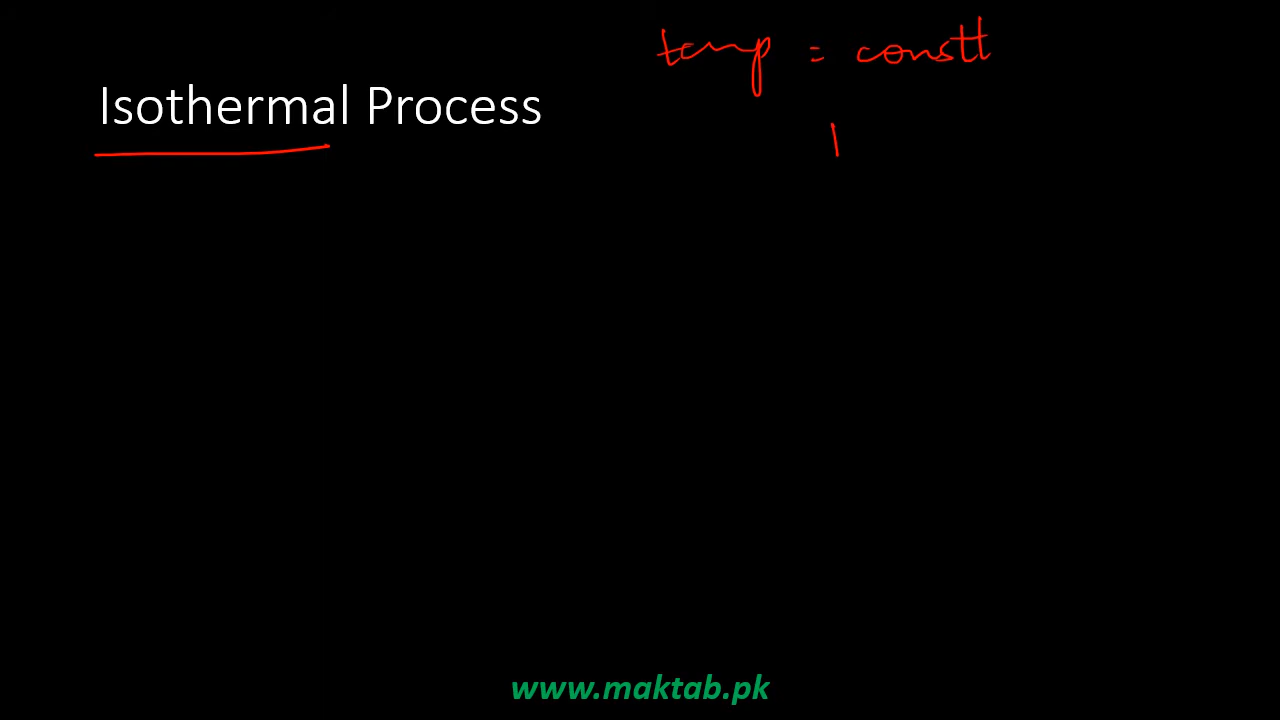 temp = constt
Isothermal Process
www.maktab.pk